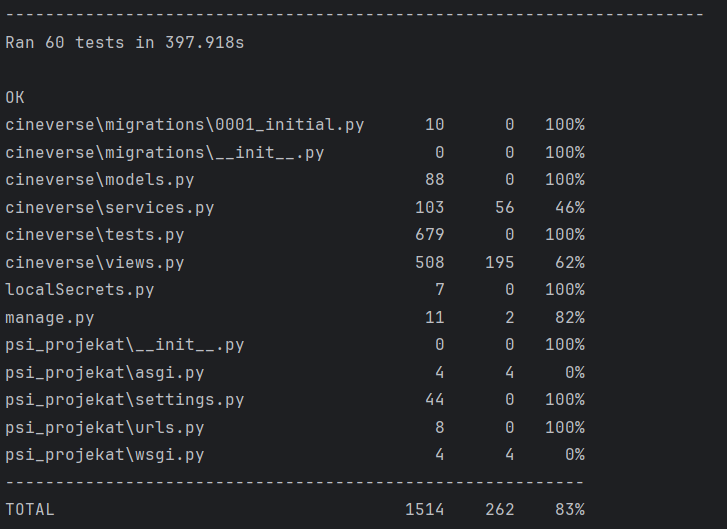 ----------------------------------------------------------------------
Ran 60 tests in 397.918s
OK
cineverse\migrations\0001_initial.py 10 0 100%
cineverse\migrations\__init__.py 0 0 100%
cineverse\models.py 88 0 100%
cineverse\services.py 103 56 46%
cineverse\tests.py 679 0 100%
cineverse\views.py 508 195 62%
localSecrets.py 7 0 100%
manage.py 11 2 82%
psi_projekat\__init__.py 0 0 100%
psi_projekat\asgi.py 4 4 0%
psi_projekat\settings.py 44 0 100%
psi_projekat\urls.py 8 0 100%
psi_projekat\wsgi.py 4 4 0%
----------------------------------------------------------
TOTAL 1514 262 83%